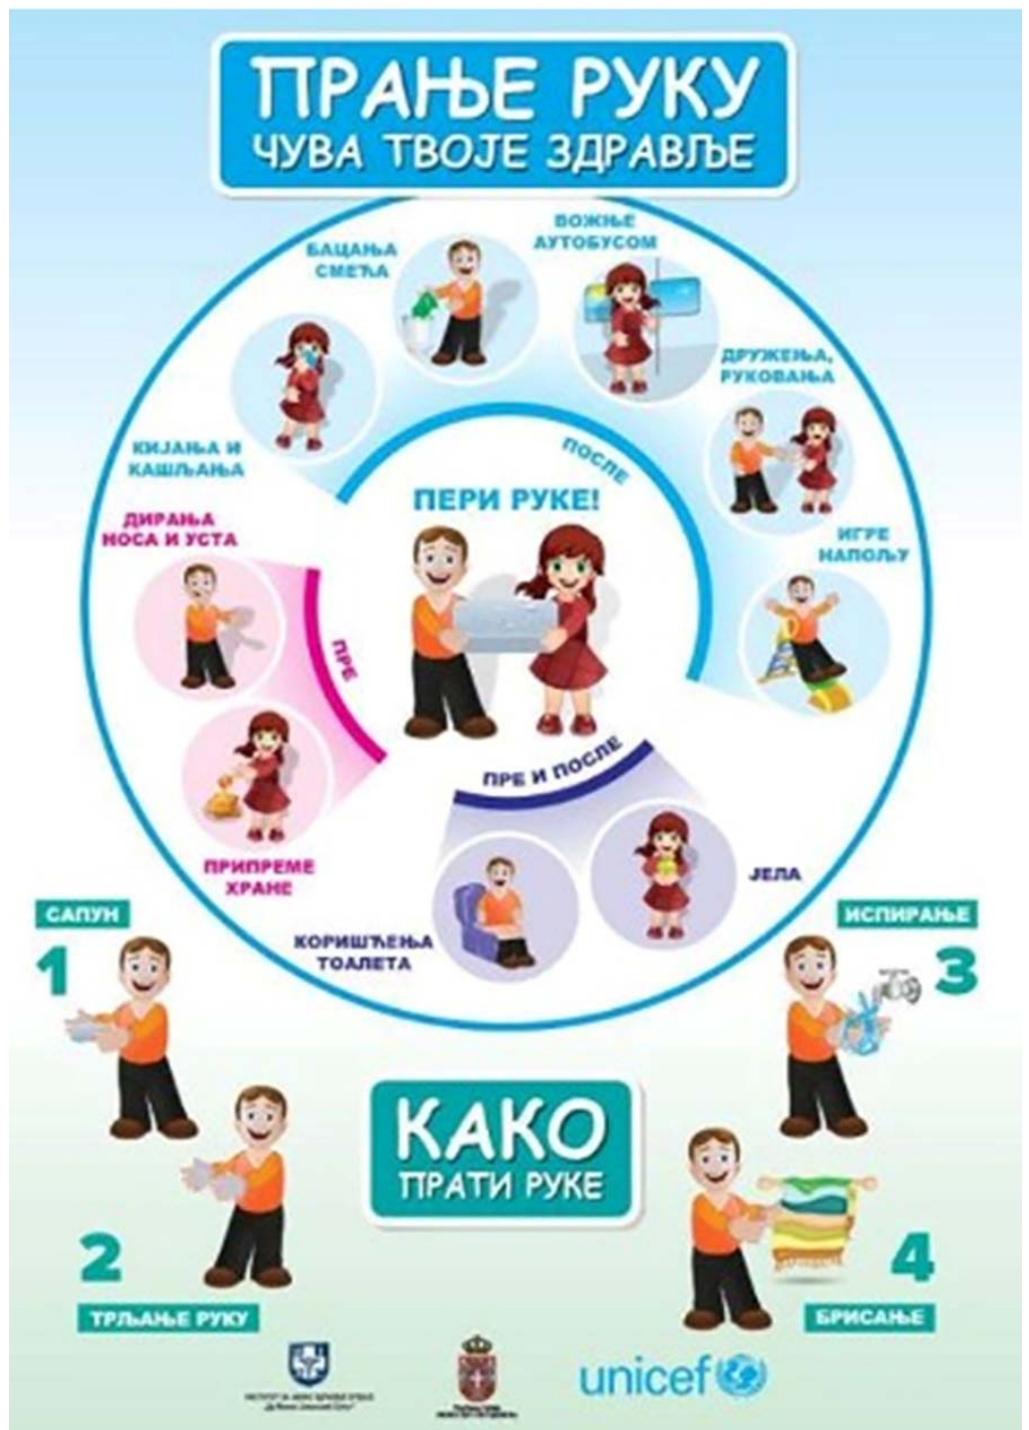 ПРАЊЕ РУКУ
ЧУВА ТВОЈЕ ЗДРАВЉЕ
БАЦАЊА
СМЕЋА
ВОЖЊЕ
АУТОБУСОМ
ДРУЖЕЊА,
РУКОВАЊА
КИЈАЊА И
КАШЉАЊА
ПОСЛЕ
ПЕРИ РУКЕ!
ДИРАЊА
НОСА И УСТА
ИГРЕ
НАПОЉУ
ПРЕ
ПРЕ И ПОСЛЕ
ПРИПРЕМЕ
ХРАНЕ
ЈЕЛА
КОРИШЋЕЊА
ТОАЛЕТА
САПУН
1
ИСПИРАЊЕ
3
КАКО
ПРАТИ РУКЕ
2
ТРЉАЊЕ РУКУ
4
БРИСАЊЕ
unicef